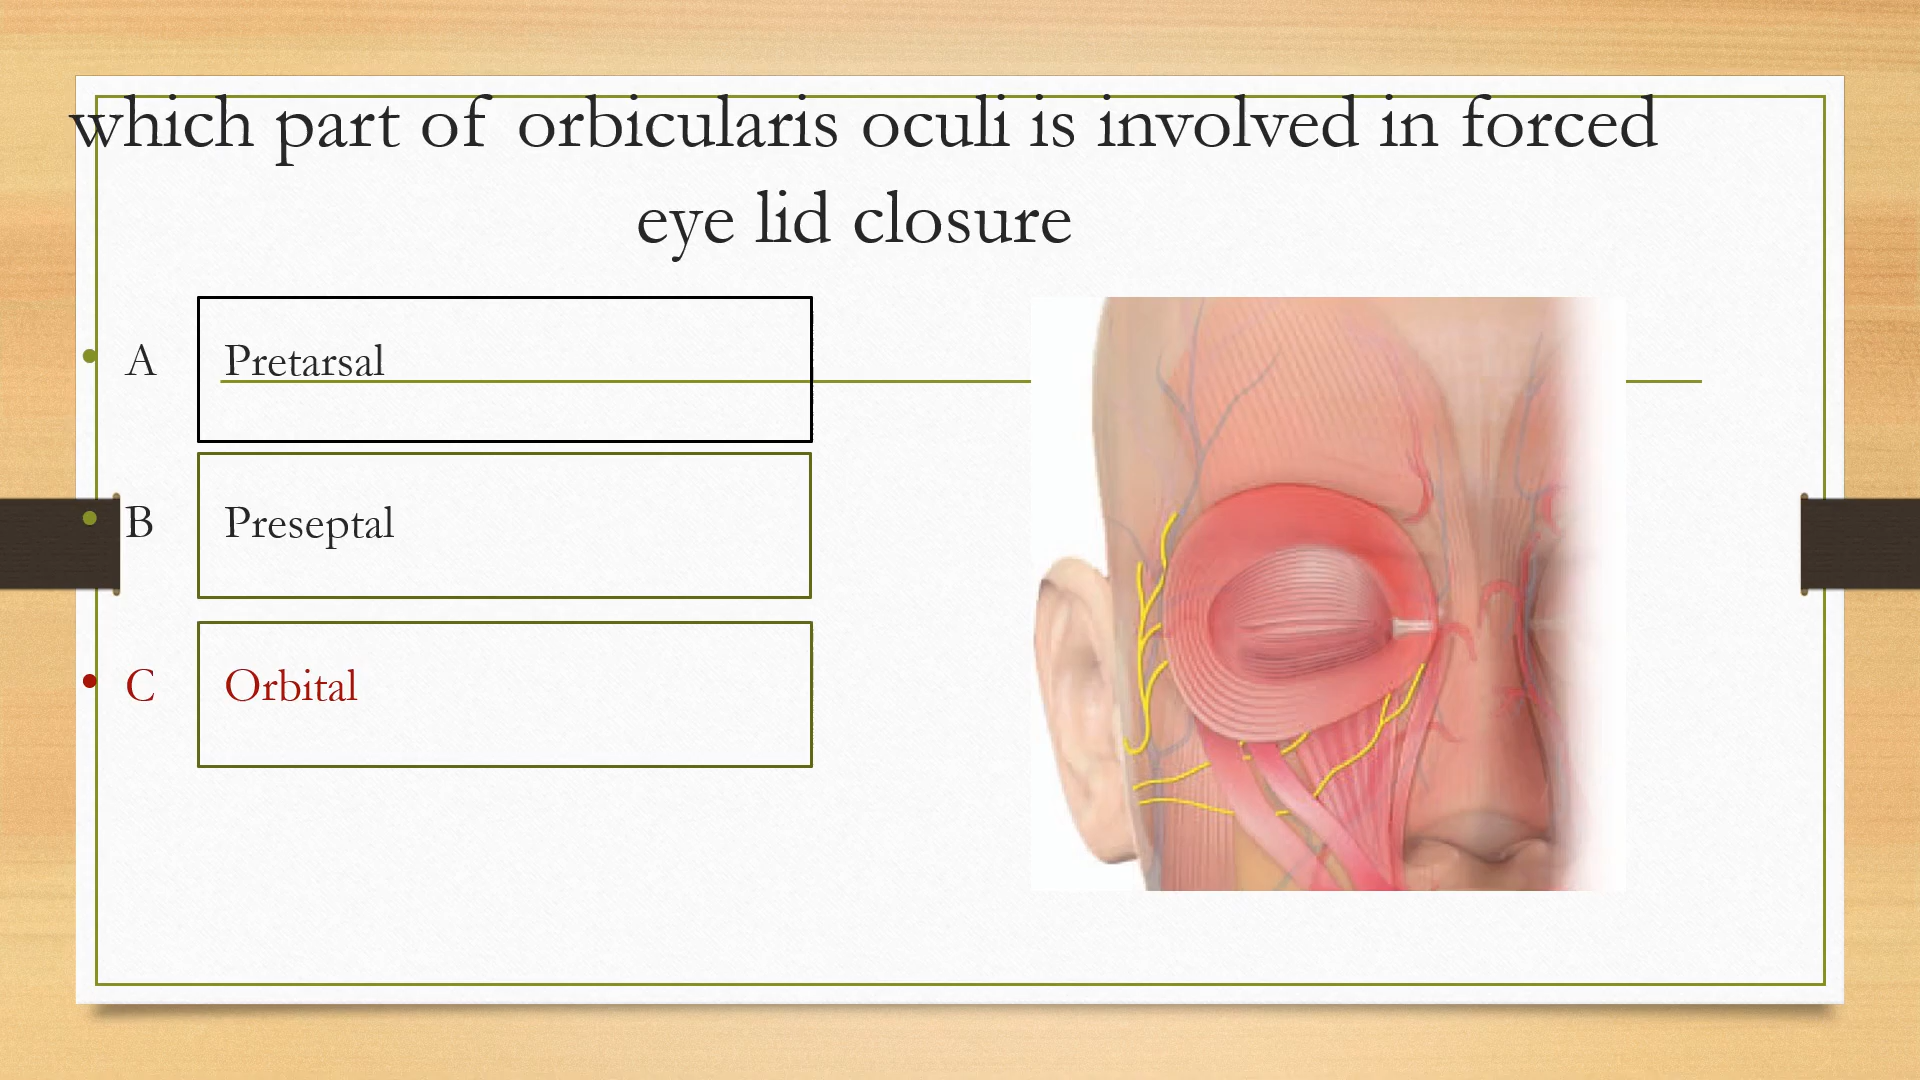 which part of orbicularis oculi is involved in forced
eye lid closure
• A Pretarsal
• B Preseptal
• C Orbital